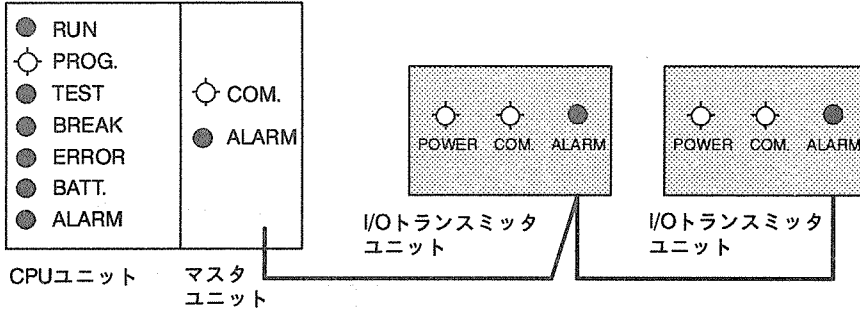 RUN
PROG.
TEST
BREAK
ERROR
BATT.
ALARM
COM.
ALARM
CPUユニット
マスタ
ユニット
POWER COM. ALARM
I/Oトランスミッタ
ユニット
POWER COM. ALARM
I/Oトランスミッタ
ユニット